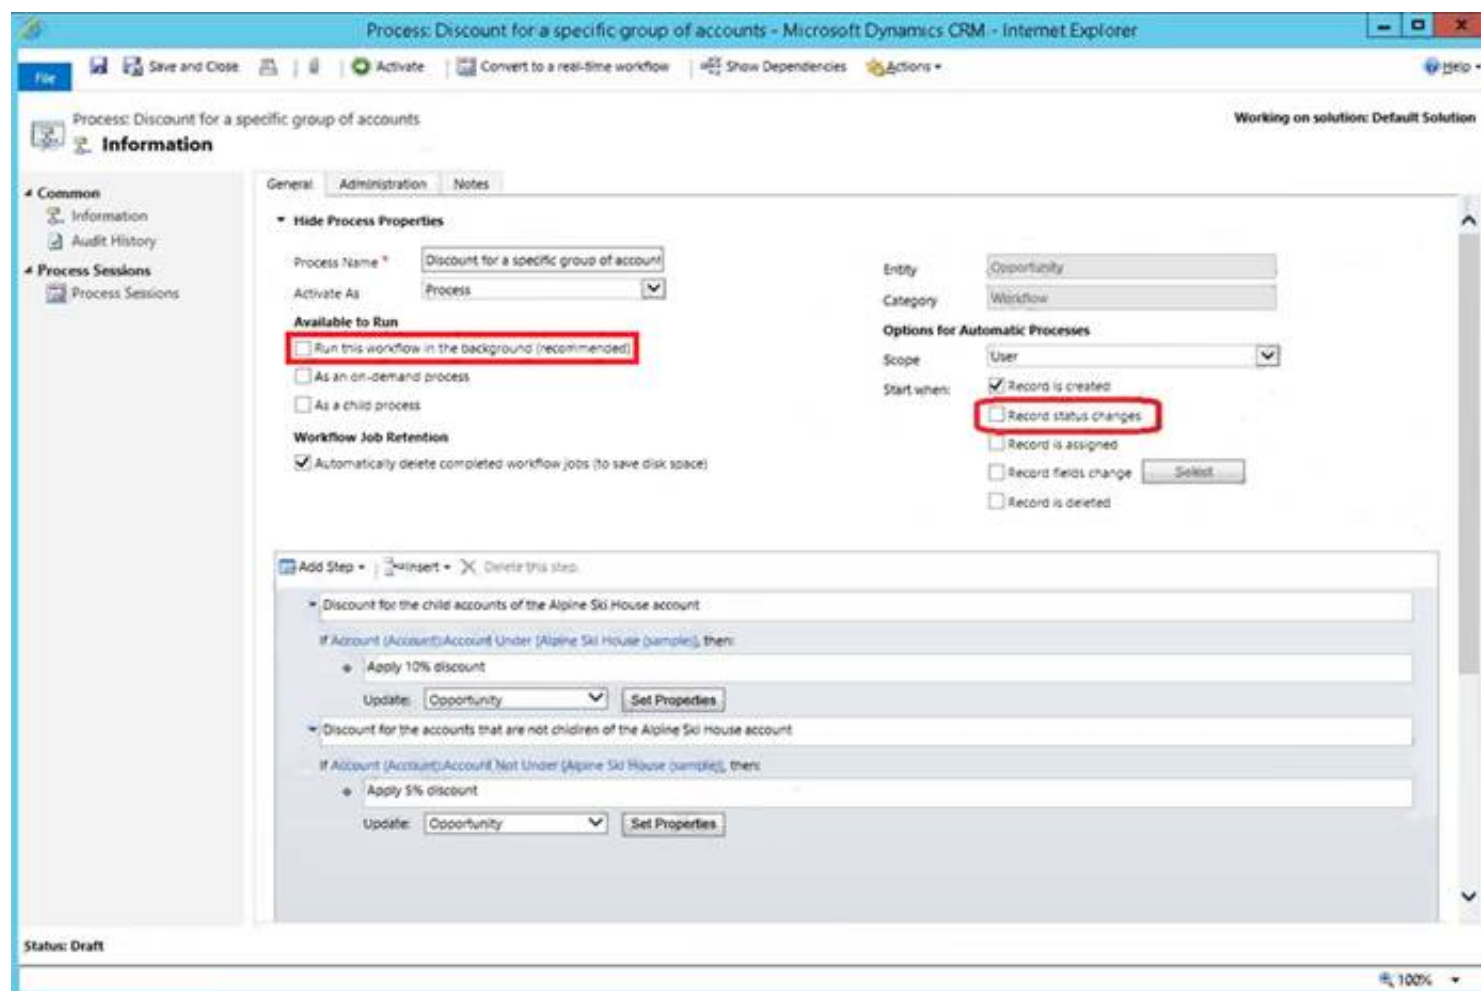 Process: Discount for a specific group of accounts - Microsoft Dynamics CRM - Internet Explorer
File Save and Close Activate Convert to a real-time workflow Show Dependencies Actions Help
Process: Discount for a specific group of accounts
Information
Working on solution: Default Solution
Common
Information
Audit History
Process Sessions
Process Sessions
General Administration Notes
Hide Process Properties
Process Name * Discount for a specific group of account
Activate As Process
Available to Run
Run this workflow in the background (recommended)
As an on-demand process
As a child process
Workflow Job Retention
Automatically delete completed workflow jobs (to save disk space)
Entity Opportunity
Category Workflow
Options for Automatic Processes
Scope User
Start when: Record is created
Record status changes
Record is assigned
Record fields change Select
Record is deleted
Add Step Insert Delete this step.
Discount for the child accounts of the Alpine Ski House account
If Account (Account):Account Under [Alpine Ski House (sample)], then:
Apply 10% discount
Update: Opportunity Set Properties
Discount for the accounts that are not children of the Alpine Ski House account
If Account (Account):Account Not Under [Alpine Ski House (sample)], then:
Apply 5% discount
Update: Opportunity Set Properties
Status: Draft
100%